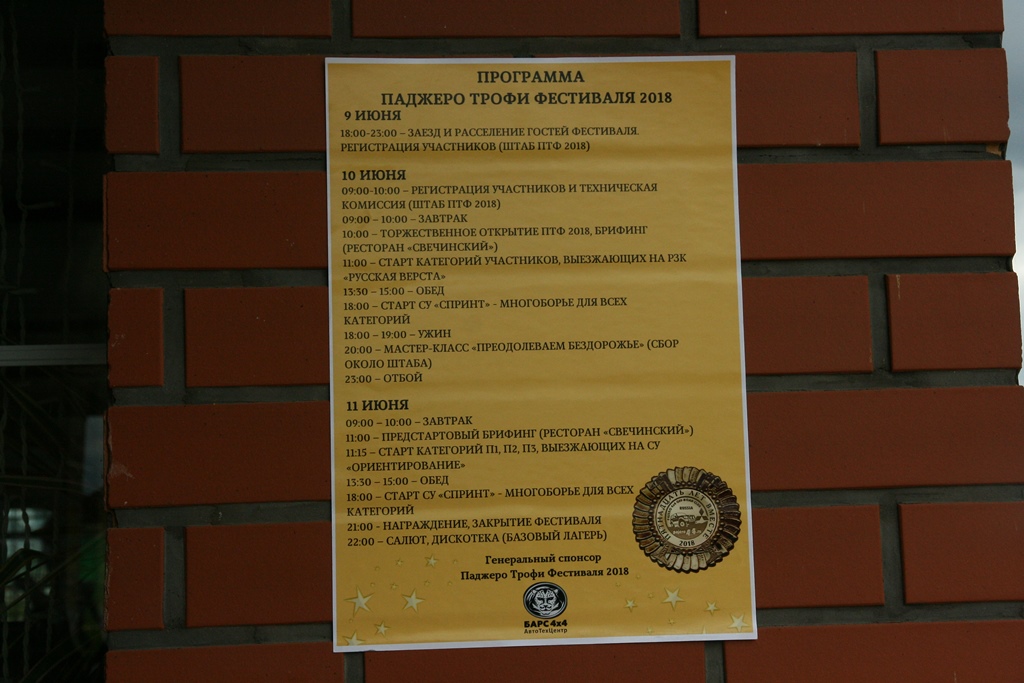 ПРОГРАММА
ПАДЖЕРО ТРОФИ ФЕСТИВАЛЯ 2018
9 ИЮНЯ
18:00-23:00 – ЗАЕЗД И РАССЕЛЕНИЕ ГОСТЕЙ ФЕСТИВАЛЯ.
РЕГИСТРАЦИЯ УЧАСТНИКОВ (ШТАБ ПТФ 2018)
10 ИЮНЯ
09:00-10:00 – РЕГИСТРАЦИЯ УЧАСТНИКОВ И ТЕХНИЧЕСКАЯ
КОМИССИЯ (ШТАБ ПТФ 2018)
09:00 – 10:00 – ЗАВТРАК
10:00 – ТОРЖЕСТВЕННОЕ ОТКРЫТИЕ ПТФ 2018, БРИФИНГ
(РЕСТОРАН «СВЕЧИНСКИЙ»)
11:00 – СТАРТ КАТЕГОРИЙ УЧАСТНИКОВ, ВЫЕЗЖАЮЩИХ НА РЗК
«РУССКАЯ ВЕРСТА»
13:30 – 15:00 – ОБЕД
18:00 – СТАРТ СУ «СПРИНТ» - МНОГОБОРЬЕ ДЛЯ ВСЕХ
КАТЕГОРИЙ
18:00 – 19:00 – УЖИН
20:00 – МАСТЕР-КЛАСС «ПРЕОДОЛЕВАЕМ БЕЗДОРОЖЬЕ» (СБОР
ОКОЛО ШТАБА)
23:00 – ОТБОЙ
11 ИЮНЯ
09:00 – 10:00 – ЗАВТРАК
11:00 – ПРЕДСТАРТОВЫЙ БРИФИНГ (РЕСТОРАН «СВЕЧИНСКИЙ»)
11:15 – СТАРТ КАТЕГОРИЙ П1, П2, П3, ВЫЕЗЖАЮЩИХ НА СУ
«ОРИЕНТИРОВАНИЕ»
13:30 – 15:00 – ОБЕД
18:00 – СТАРТ СУ «СПРИНТ» - МНОГОБОРЬЕ ДЛЯ ВСЕХ
КАТЕГОРИЙ
21:00 - НАГРАЖДЕНИЕ, ЗАКРЫТИЕ ФЕСТИВАЛЯ
22:00 – САЛЮТ, ДИСКОТЕКА (БАЗОВЫЙ ЛАГЕРЬ)
ПЯТНАДЦАТЬ ЛЕТ ВМЕСТЕ
2018
Генеральный спонсор
Паджеро Трофи Фестиваля 2018
БАРС 4х4
АвтоТехЦентр